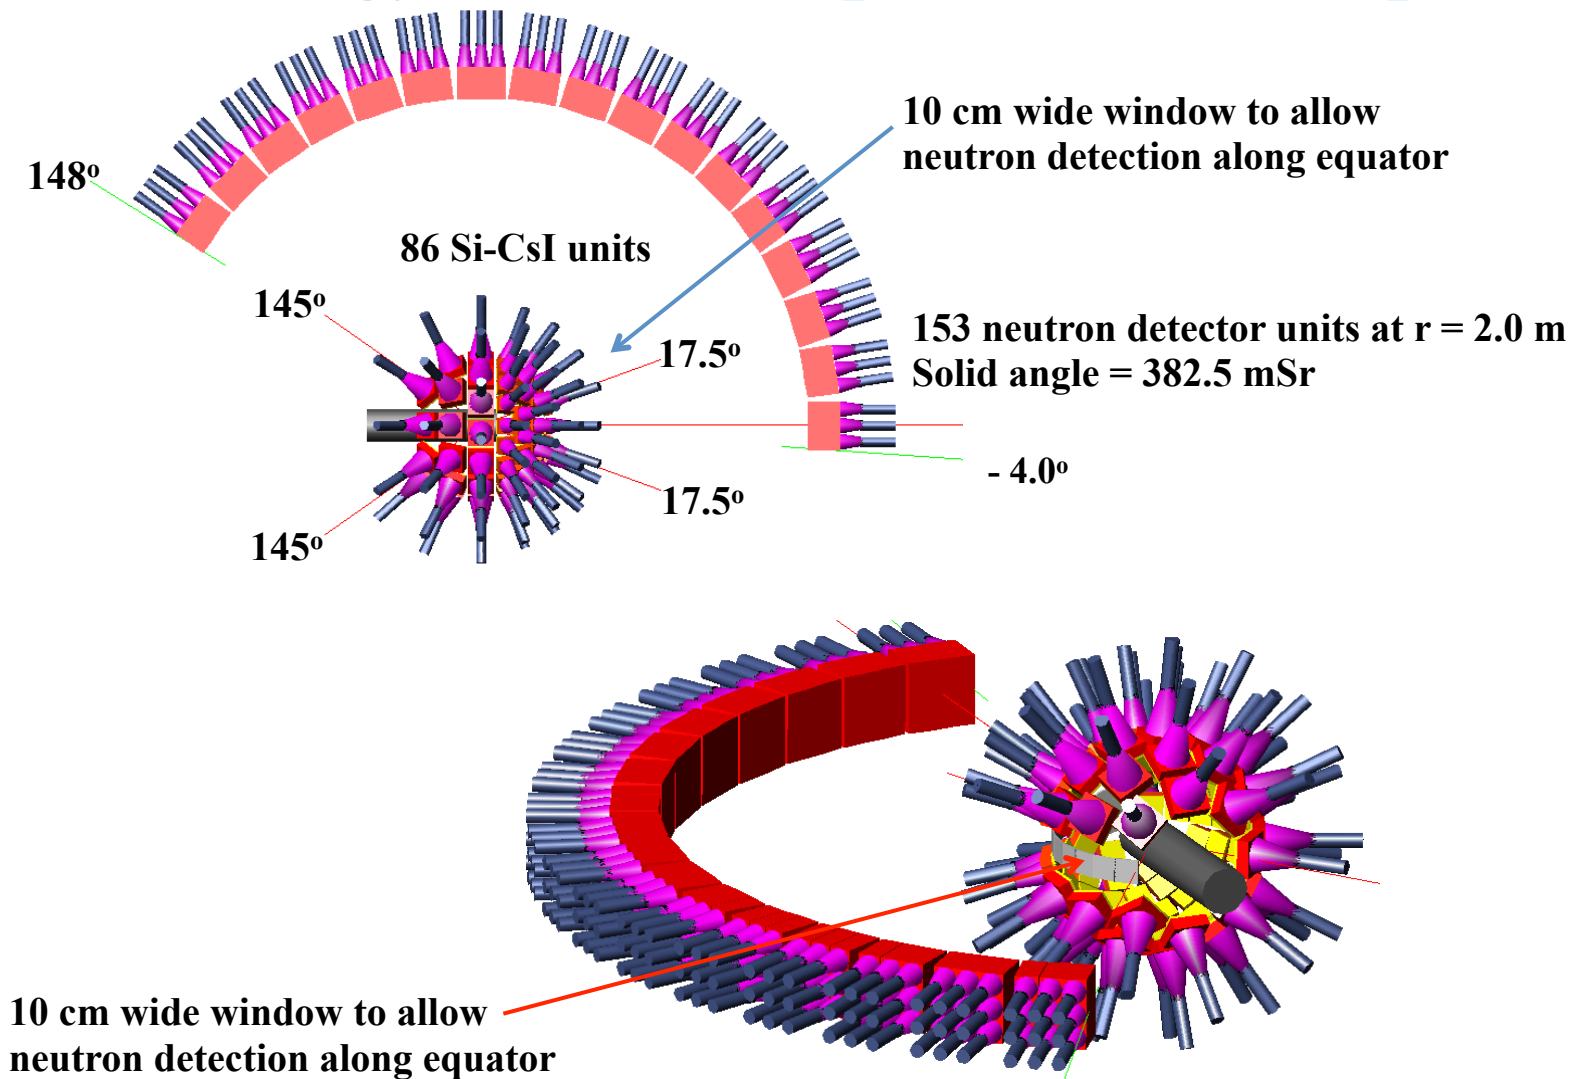 10 cm wide window to allow
neutron detection along equator
148º
86 Si-CsI units
145º
17.5º
153 neutron detector units at r = 2.0 m
Solid angle = 382.5 mSr
- 4.0º
17.5º
145º
10 cm wide window to allow
neutron detection along equator